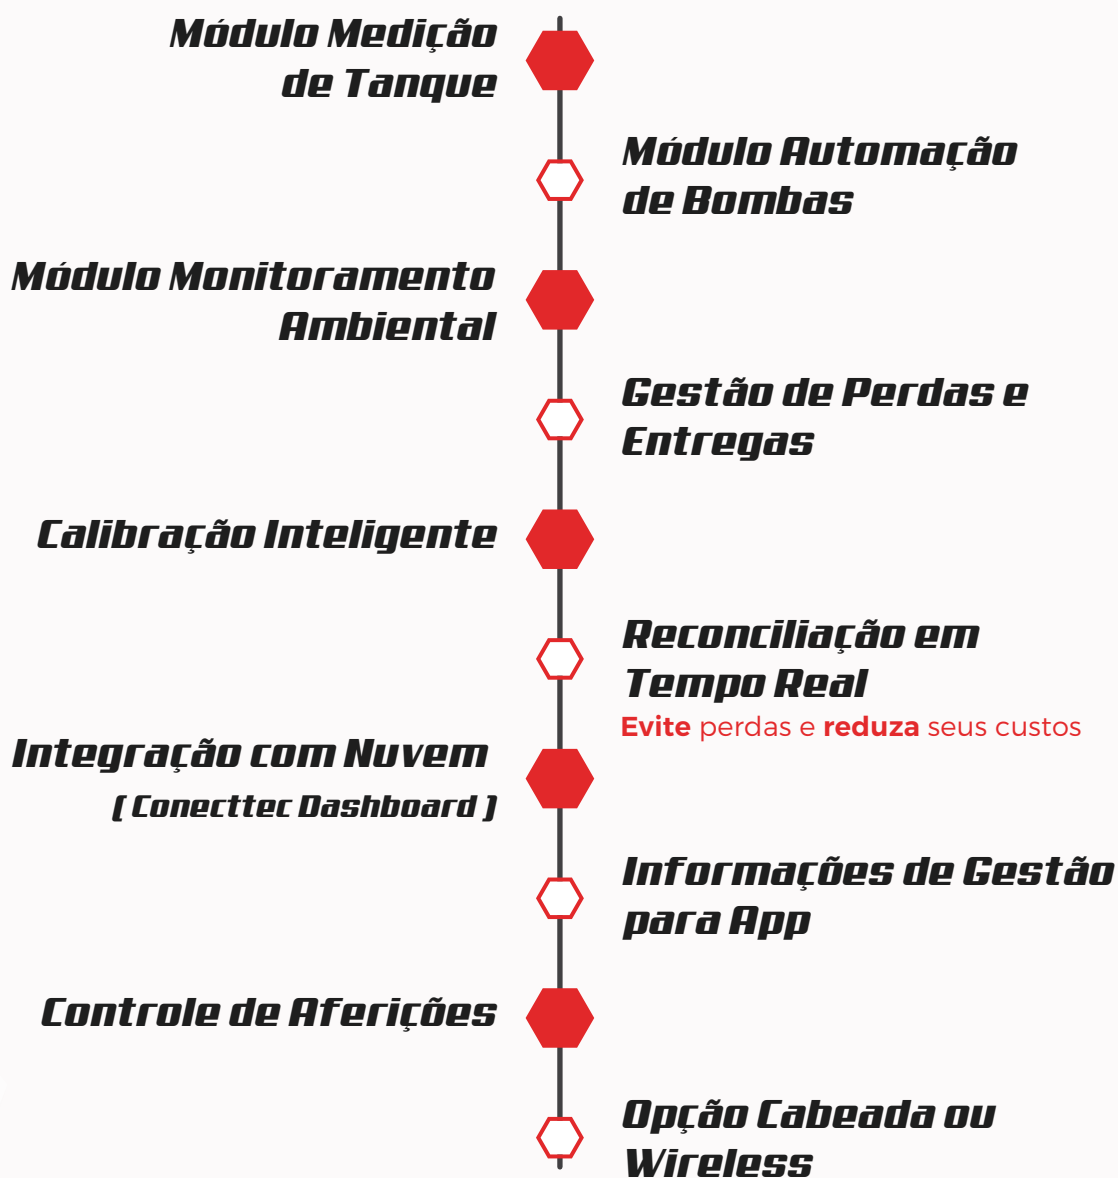 Módulo Medição
de Tanque
Módulo Automação
de Bombas
Módulo Monitoramento
Ambiental
Gestão de Perdas e
Entregas
Calibração Inteligente
Reconciliação em
Tempo Real
Evite perdas e reduza seus custos
Integração com Nuvem
( Conecttec Dashboard )
Informações de Gestão
para App
Controle de Aferições
Opção Cabeada ou
Wireless